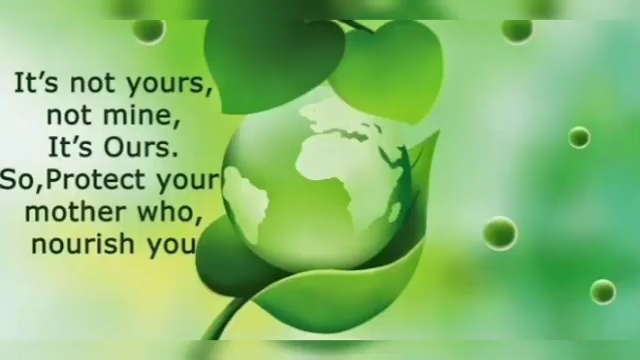 It's not yours,
not mine,
It's Ours.
So,Protect your
mother who,
nourish you